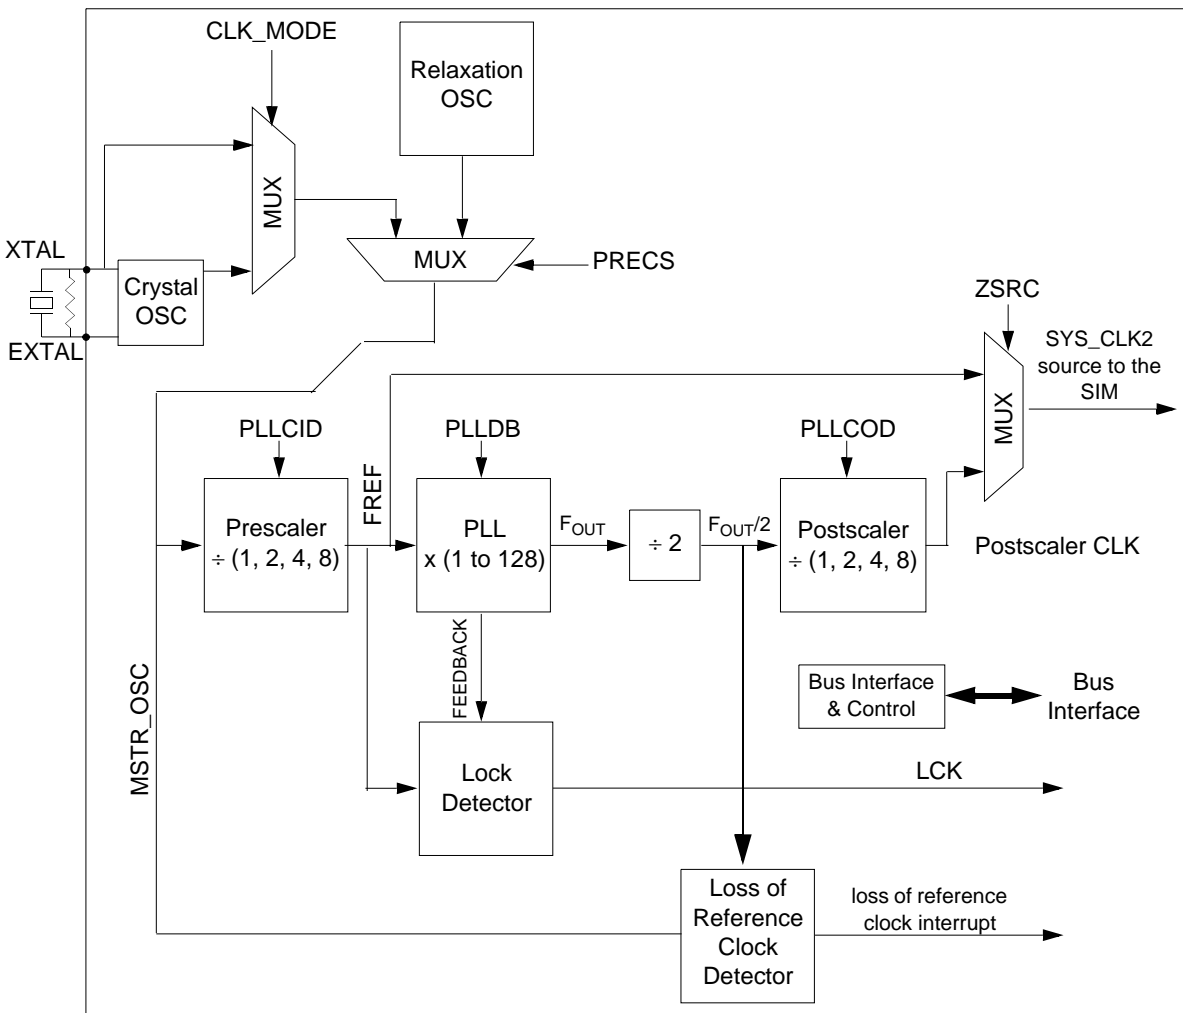 CLK_MODE
Relaxation
OSC
MUX
XTAL
MUX
PRECS
Crystal
OSC
EXTAL
ZSRC
SYS_CLK2
source to the
SIM
MUX
PLLCID
PLLDB
PLLCOD
FREF
Prescaler
÷ (1, 2, 4, 8)
PLL
x (1 to 128)
FOUT
÷ 2
FOUT/2
Postscaler
÷ (1, 2, 4, 8)
Postscaler CLK
FEEDBACK
MSTR_OSC
Bus Interface
& Control
Bus
Interface
Lock
Detector
LCK
Loss of
Reference
Clock
Detector
loss of reference
clock interrupt